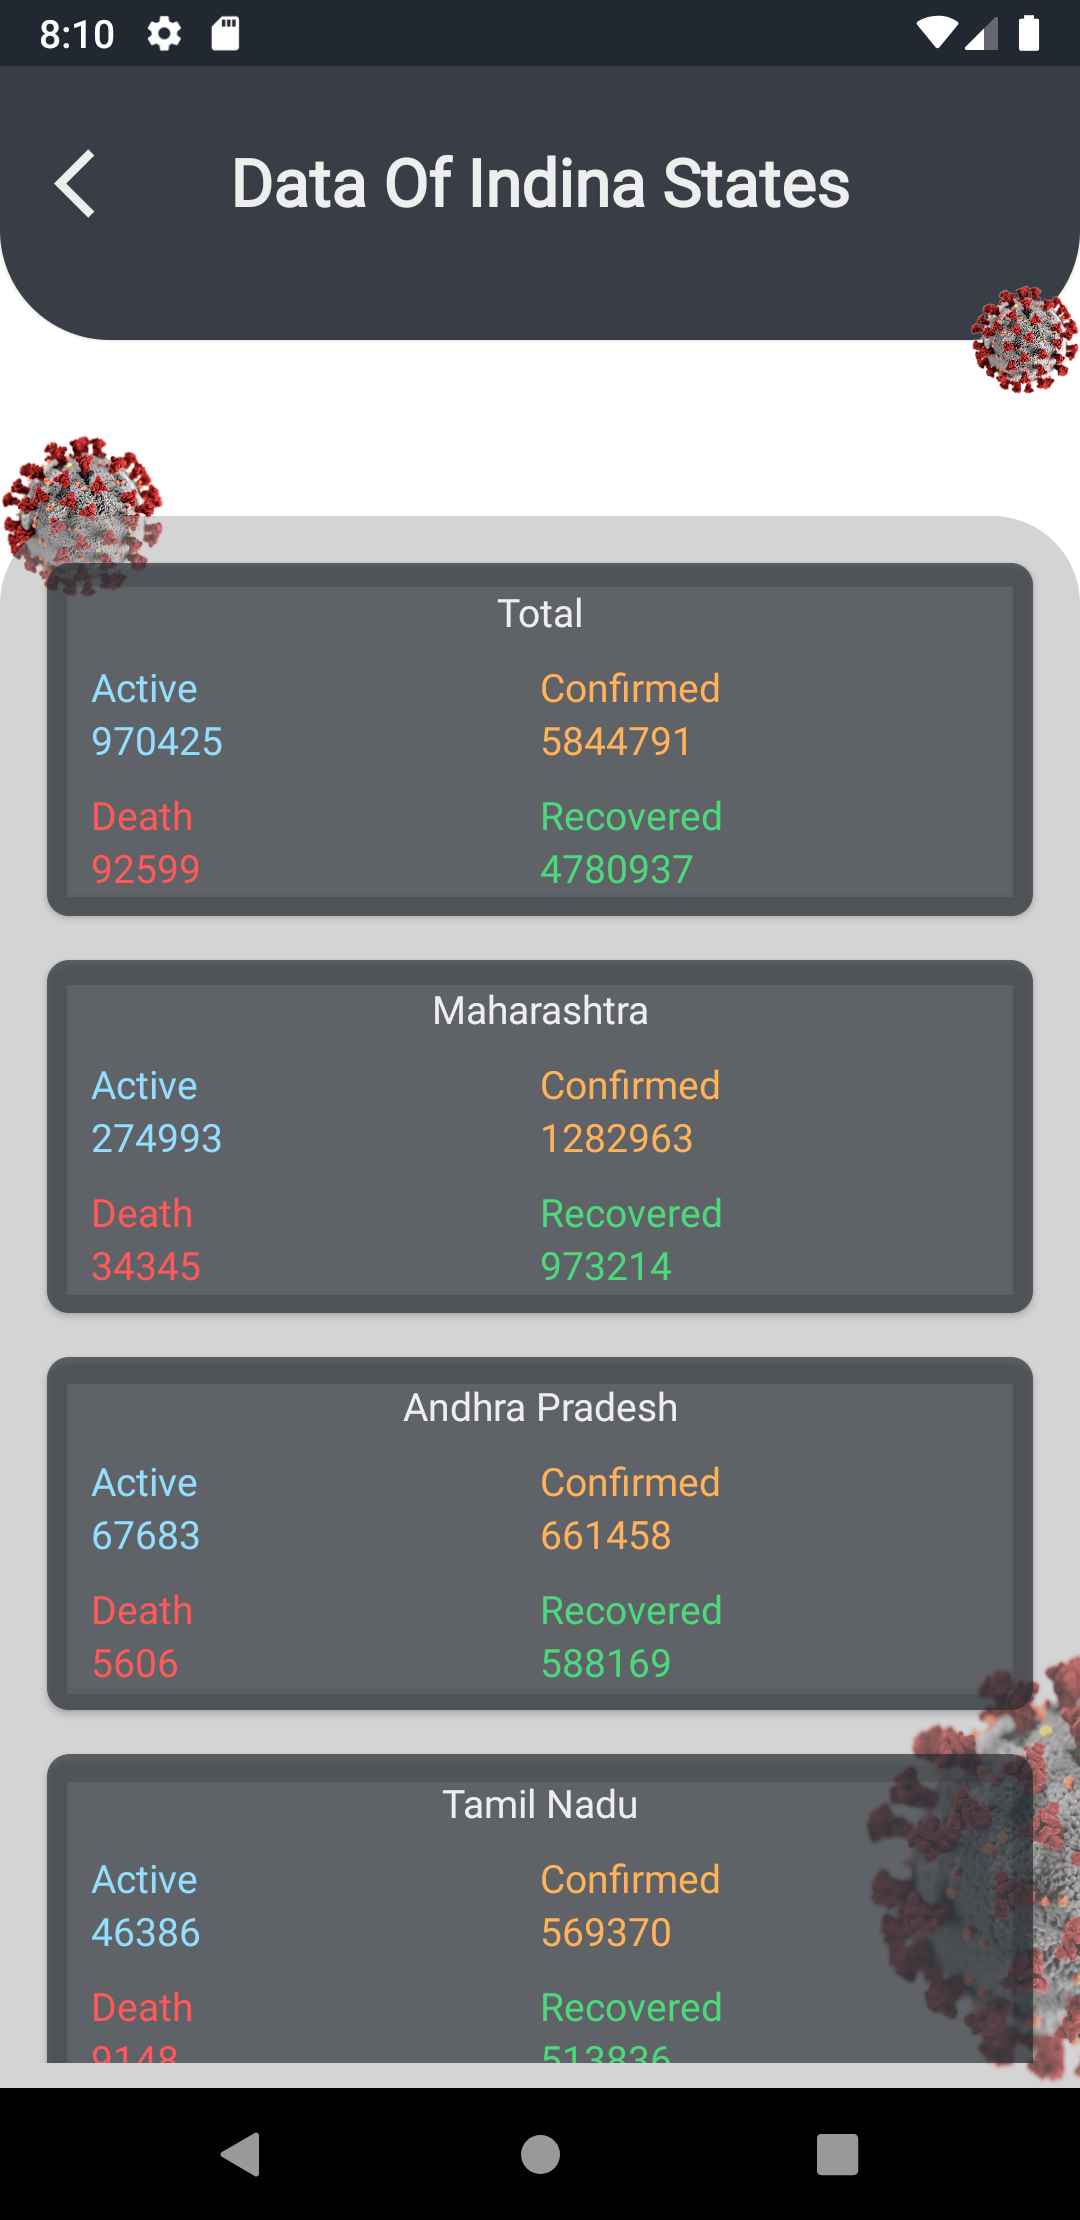 8:10
Data Of Indina States
Total
Active Confirmed
970425 5844791
Death Recovered
92599 4780937
Maharashtra
Active Confirmed
274993 1282963
Death Recovered
34345 973214
Andhra Pradesh
Active Confirmed
67683 661458
Death Recovered
5606 588169
Tamil Nadu
Active Confirmed
46386 569370
Death Recovered
9148 513836